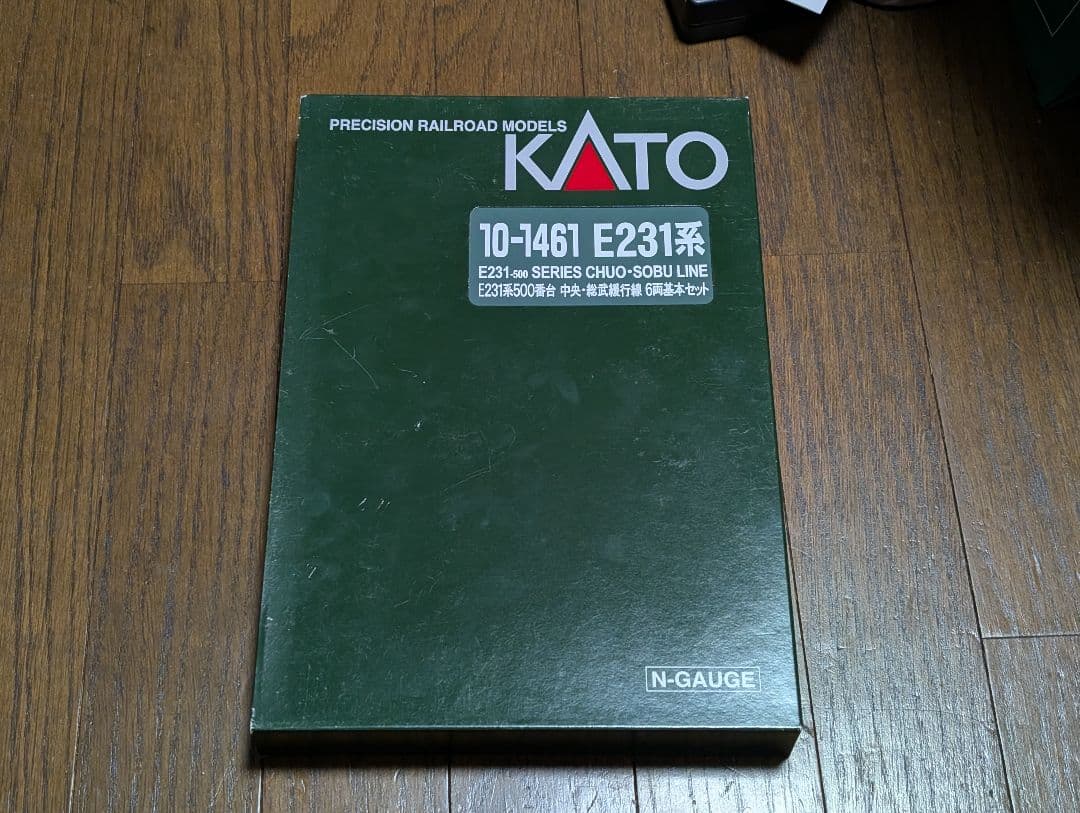 PRECISION RAILROAD MODELS
KATO
10-1461 E231系
E231-500 SERIES CHUO・SOBU LINE
E231系500番台 中央・総武緩行線 6両基本セット
N-GAUGE